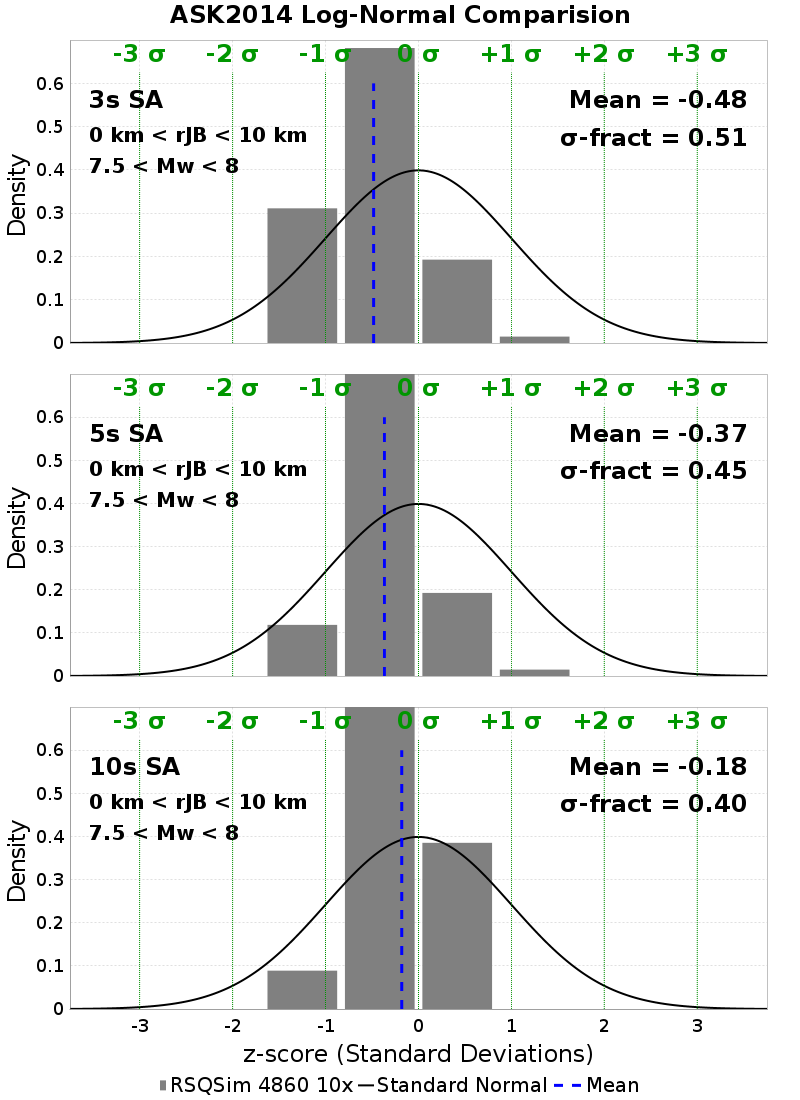 ASK2014 Log-Normal Comparision
-3 σ -2 σ -1 σ 0 σ +1 σ +2 σ +3 σ
3s SA
0 km < rJB < 10 km
7.5 < Mw < 8
Mean = -0.48
σ-fract = 0.51
Density
0.6
0.5
0.4
0.3
0.2
0.1
0
-3 σ -2 σ -1 σ 0 σ +1 σ +2 σ +3 σ
5s SA
0 km < rJB < 10 km
7.5 < Mw < 8
Mean = -0.37
σ-fract = 0.45
Density
0.6
0.5
0.4
0.3
0.2
0.1
0
-3 σ -2 σ -1 σ 0 σ +1 σ +2 σ +3 σ
10s SA
0 km < rJB < 10 km
7.5 < Mw < 8
Mean = -0.18
σ-fract = 0.40
Density
0.6
0.5
0.4
0.3
0.2
0.1
0
-3 -2 -1 0 1 2 3
z-score (Standard Deviations)
RSQSim 4860 10x Standard Normal Mean